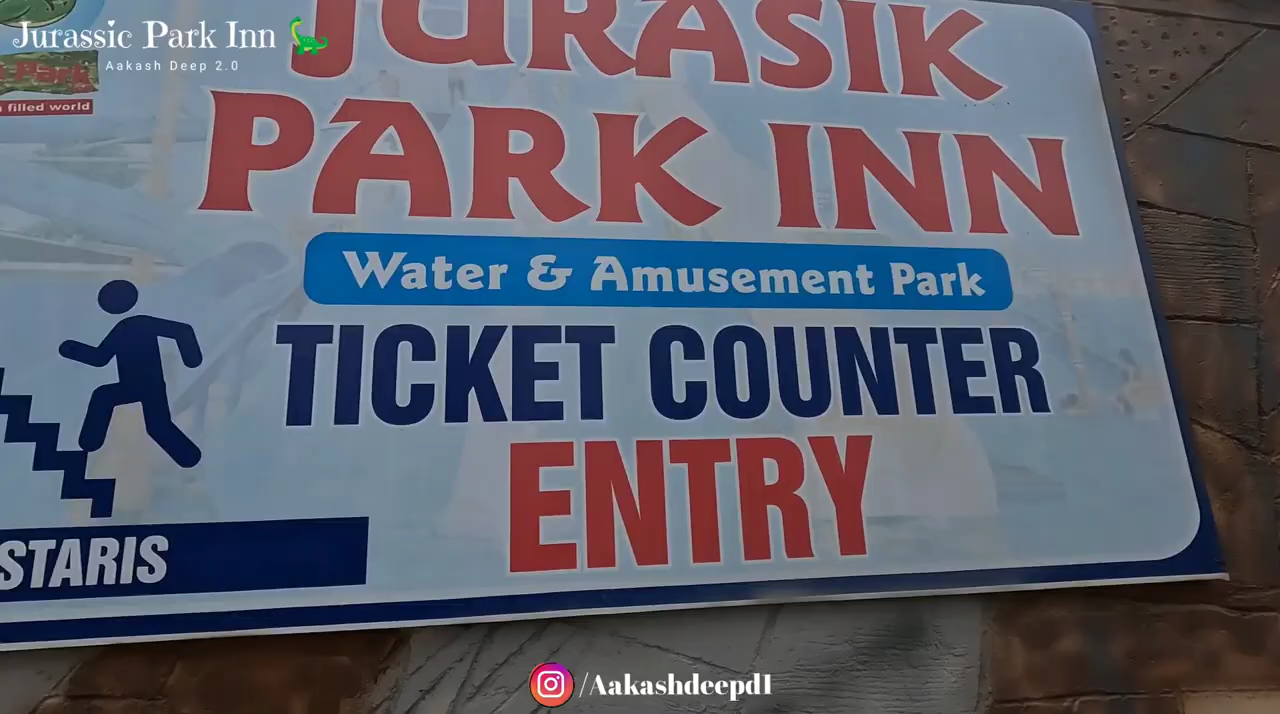 Jurassic Park Inn
Aakash Deep 2.0
Park
filled world
JURASIK
PARK INN
Water & Amusement Park
TICKET COUNTER
ENTRY
STARIS
/Aakashdeepd1